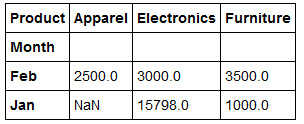 Product Apparel Electronics Furniture
Month
Feb 2500.0 3000.0 3500.0
Jan NaN 15798.0 1000.0